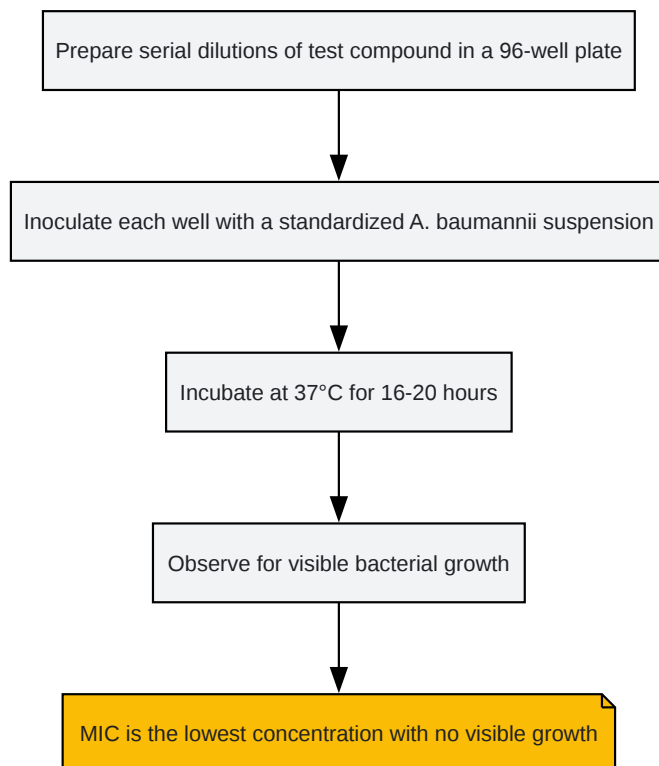 Prepare serial dilutions of test compound in a 96-well plate
Inoculate each well with a standardized A. baumannii suspension
Incubate at 37°C for 16-20 hours
Observe for visible bacterial growth
MIC is the lowest concentration with no visible growth